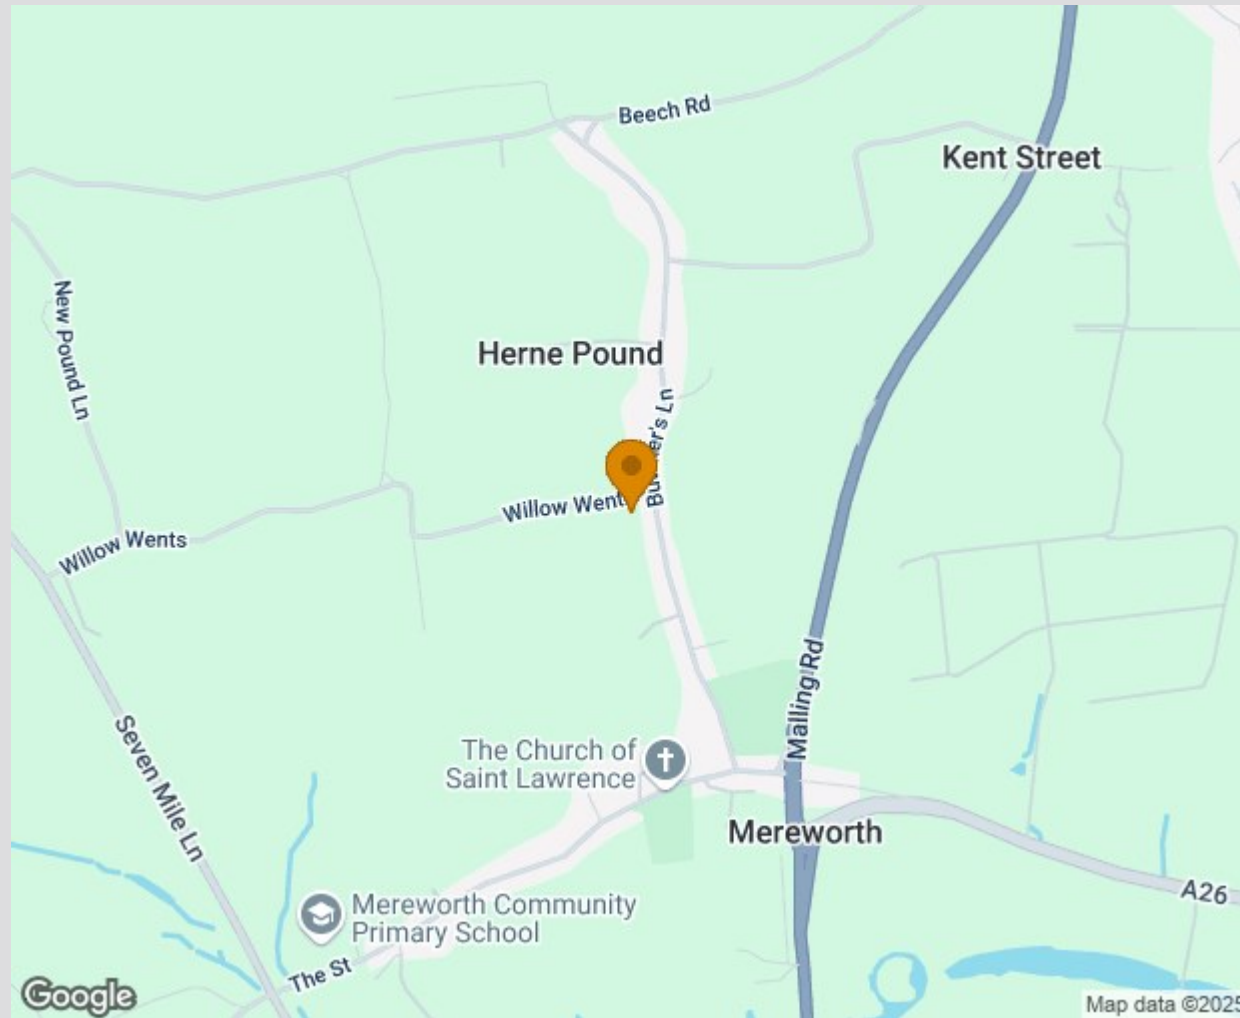 Beech Rd
Kent Street
New Pound Ln
Herne Pound
Willow Wents
Willow Wents
Seven Mile Ln
Malling Rd
The Church of
Saint Lawrence
Mereworth
A26
Mereworth Community
Primary School
The St
Google
Map data ©2025